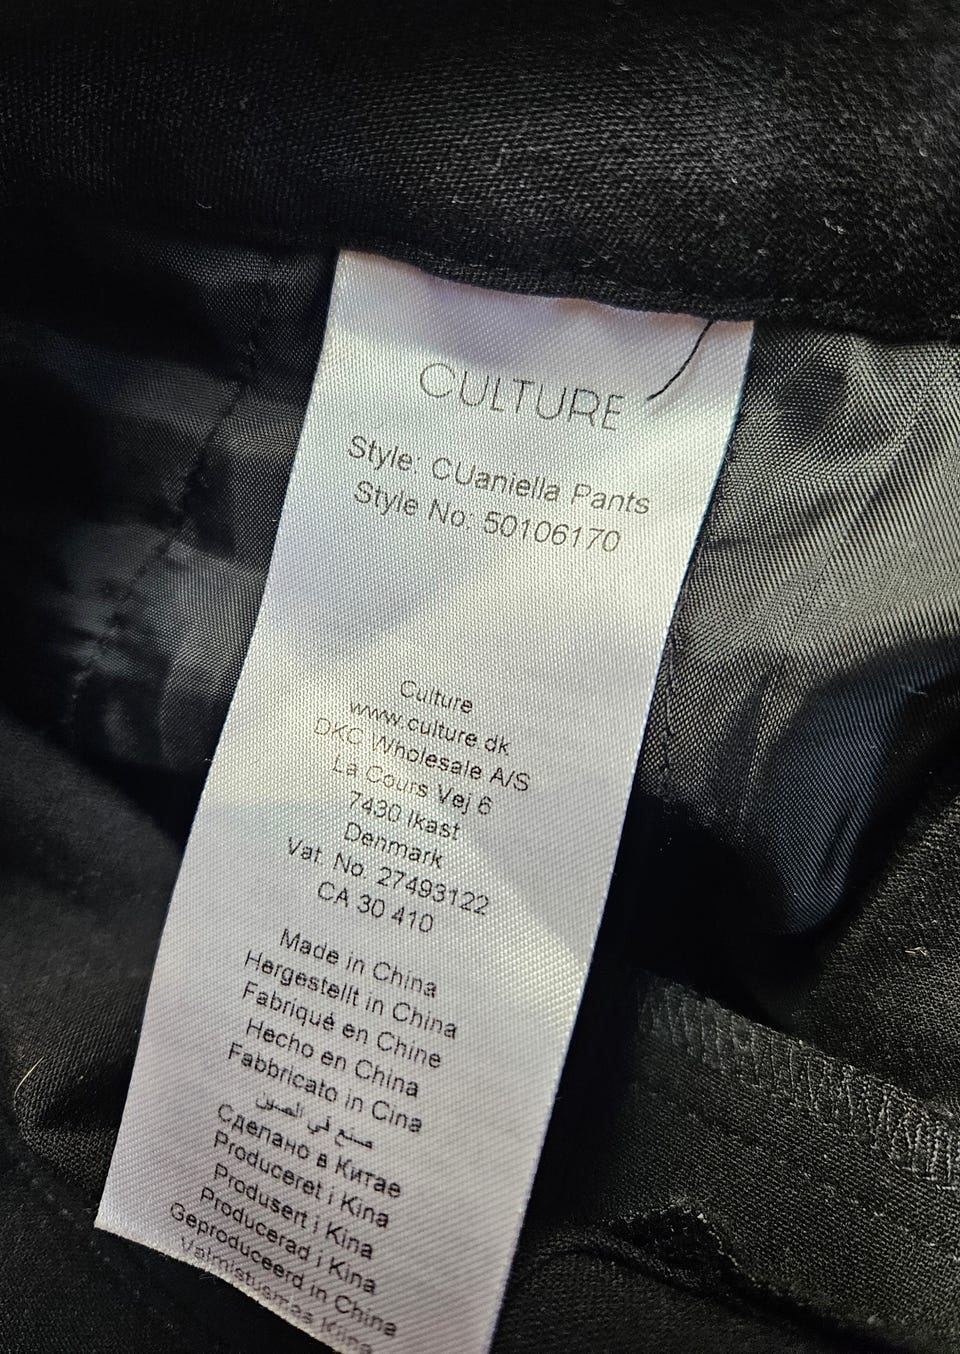 CULTURE
Style. CUaniella Pants
Style No: 50106170
Culture
www.culture.dk
DKC Wholesale A/S
La Cours Vej 6
7430 Ikast
Denmark
Vat. No. 27493122
CA 30 410
Made in China
Hergestellt in China
Fabriqué en Chine
Hecho en China
Fabbricato in Cina
صنع في الصين
Сделано в Китае
Produceret i Kina
Produsert i Kina
Producerad i Kina
Geproduceerd in China
Valmistusmaa Kiina